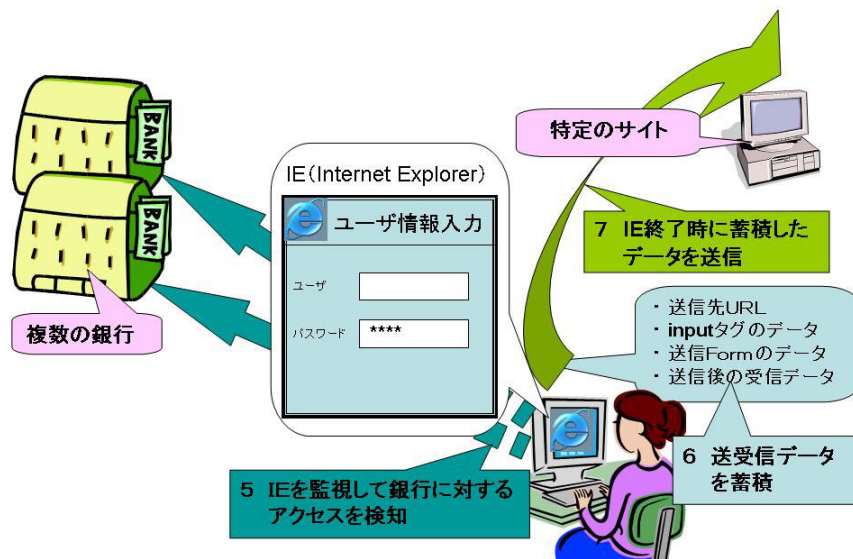 BANK
BANK
複数の銀行
IE(Internet Explorer)
ユーザ情報入力
ユーザ
パスワード
****
特定のサイト
7 IE終了時に蓄積した
データを送信
・ 送信先URL
・ inputタグのデータ
・ 送信Formのデータ
・ 送信後の受信データ
6 送受信データ
を蓄積
5 IEを監視して銀行に対する
アクセスを検知